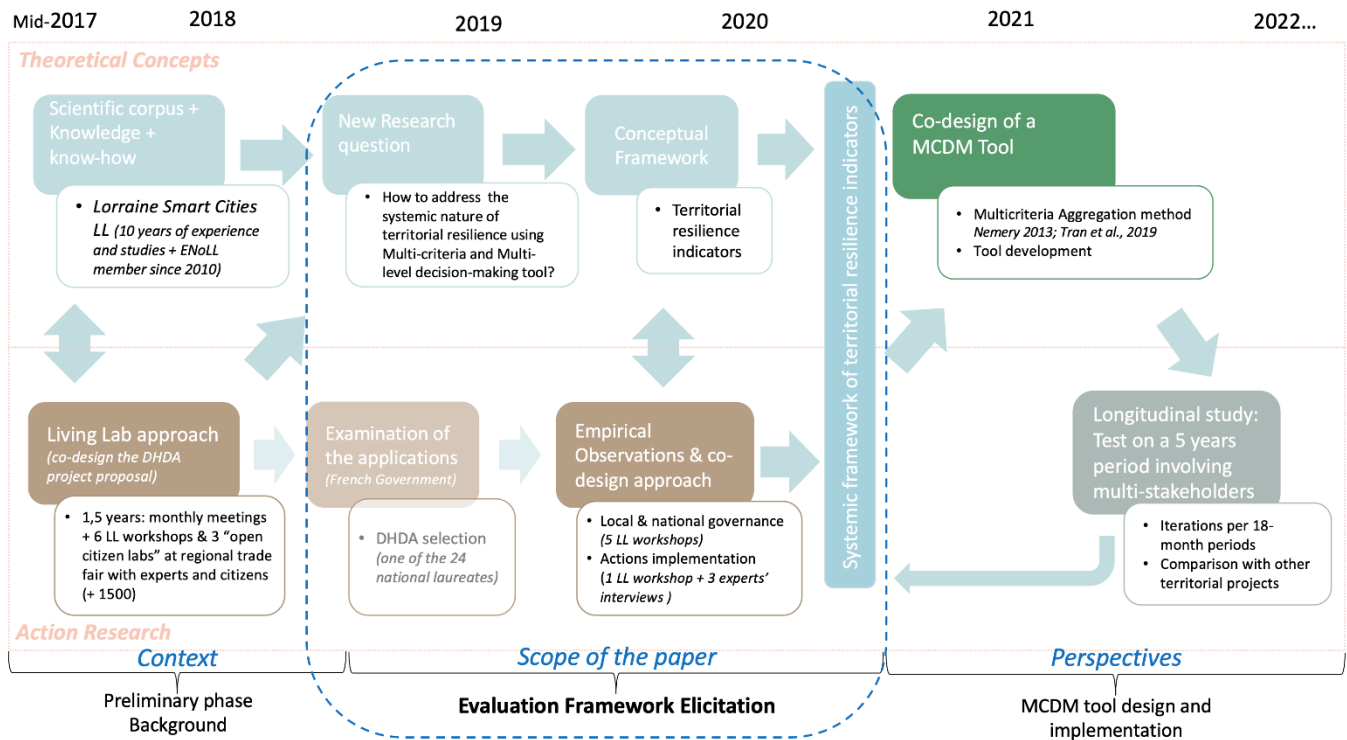 Mid-2017
2018
2019
2020
2021
2022...
Theoretical Concepts
Scientific corpus +
Knowledge +
know-how
• Lorraine Smart Cities
LL (10 years of experience
and studies + ENoLL
member since 2010)
New Research
question
• How to address the
systemic nature of
territorial resilience using
Multi-criteria and Multi-
level decision-making tool?
Conceptual
Framework
• Territorial
resilience
indicators
Systemic framework of territorial resilience indicators
Co-design of a
MCDM Tool
• Multicriteria Aggregation method
Nemery 2013; Tran et al., 2019
• Tool development
Living Lab approach
(co-design the DHDA
project proposal)
• 1,5 years: monthly meetings
+ 6 LL workshops & 3 “open
citizen labs” at regional trade
fair with experts and citizens
(+ 1500)
Examination of
the applications
(French Government)
• DHDA selection
(one of the 24
national laureates)
Empirical
Observations & co-
design approach
• Local & national governance
(5 LL workshops)
• Actions implementation
(1 LL workshop + 3 experts’
interviews )
Longitudinal study:
Test on a 5 years
period involving
multi-stakeholders
• Iterations per 18-
month periods
• Comparison with other
territorial projects
Action Research
Context
Preliminary phase
Background
Scope of the paper
Evaluation Framework Elicitation
Perspectives
MCDM tool design and
implementation